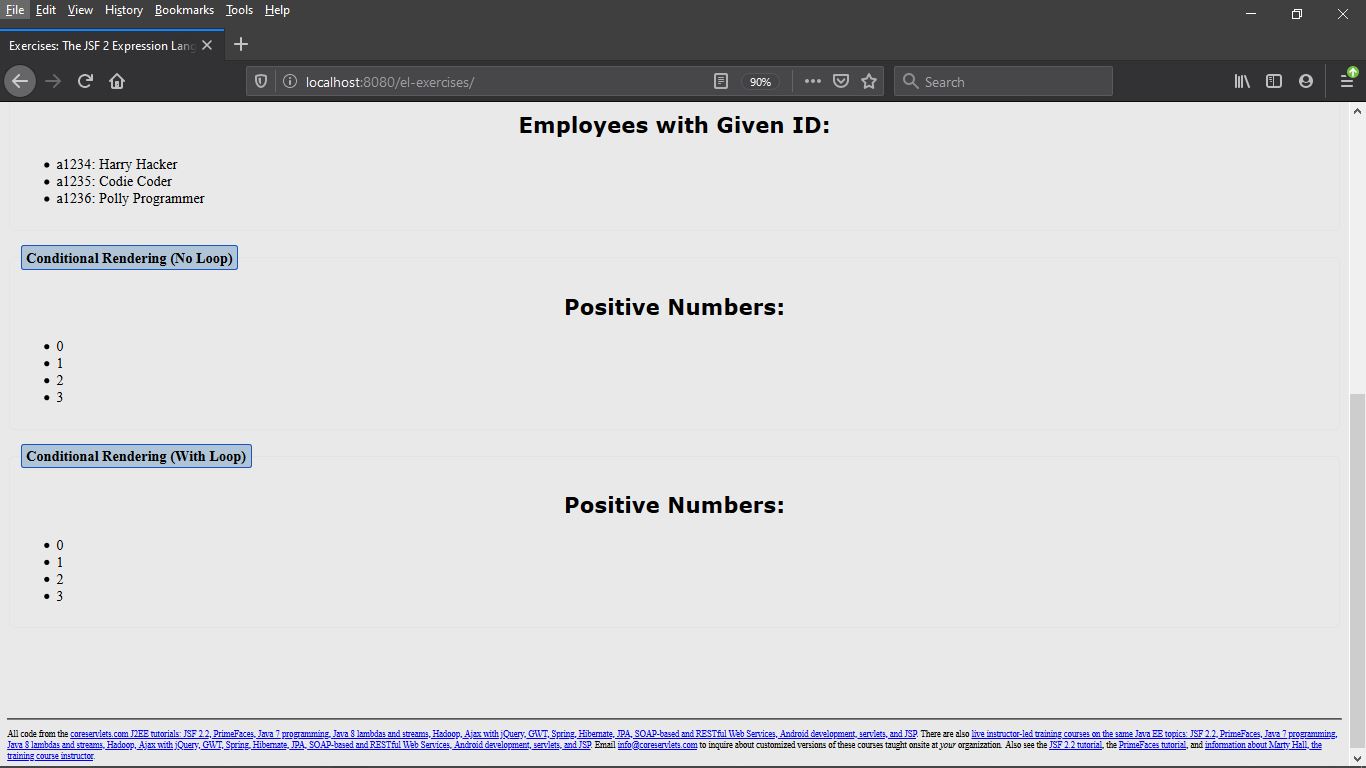 File Edit View History Bookmarks Tools Help
Exercises: The JSF 2 Expression Lang
localhost:8080/el-exercises/ 90% Search
Employees with Given ID:
a1234: Harry Hacker
a1235: Codie Coder
a1236: Polly Programmer
Conditional Rendering (No Loop)
Positive Numbers:
0
1
2
3
Conditional Rendering (With Loop)
Positive Numbers:
0
1
2
3
All code from the coreservlets.com J2EE tutorials: JSF 2.2, PrimeFaces, Java 7 programming, Java 8 lambdas and streams, Hadoop, Ajax with jQuery, GWT, Spring, Hibernate, JPA, SOAP-based and RESTful Web Services, Android development, servlets, and JSP. There are also live instructor-led training courses on the same Java EE topics: JSF 2.2, PrimeFaces, Java 7 programming,
Java 8 lambdas and streams, Hadoop, Ajax with jQuery, GWT, Spring, Hibernate, JPA, SOAP-based and RESTful Web Services, Android development, servlets, and JSP. Email info@coreservlets.com to inquire about customized versions of these courses taught onsite at your organization. Also see the JSF 2.2 tutorial, the PrimeFaces tutorial, and information about Marty Hall, the
training course instructor.